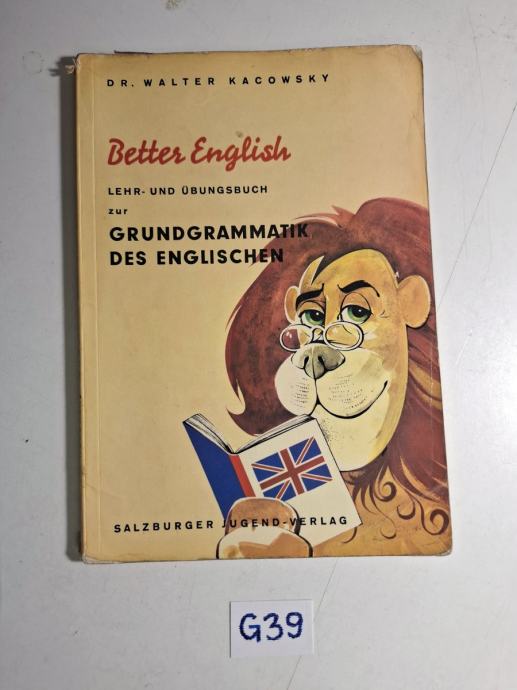 DR. WALTER KACOWSKY
Better English
LEHR- UND ÜBUNGSBUCH
zur
GRUNDGRAMMATIK
DES ENGLISCHEN
SALZBURGER JUGEND-VERLAG
G39